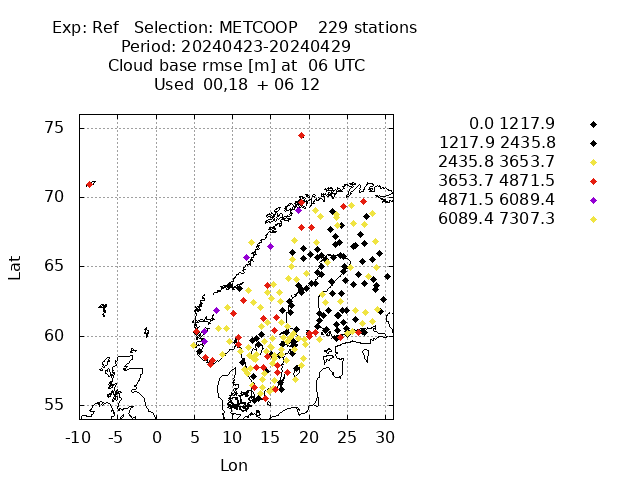 Exp: Ref Selection: METCOOP 229 stations
Period: 20240423-20240429
Cloud base rmse [m] at 06 UTC
Used 00,18 + 06 12
0.0 1217.9
1217.9 2435.8
2435.8 3653.7
3653.7 4871.5
4871.5 6089.4
6089.4 7307.3
75
70
65
60
55
Lat
-10 -5 0 5 10 15 20 25 30
Lon